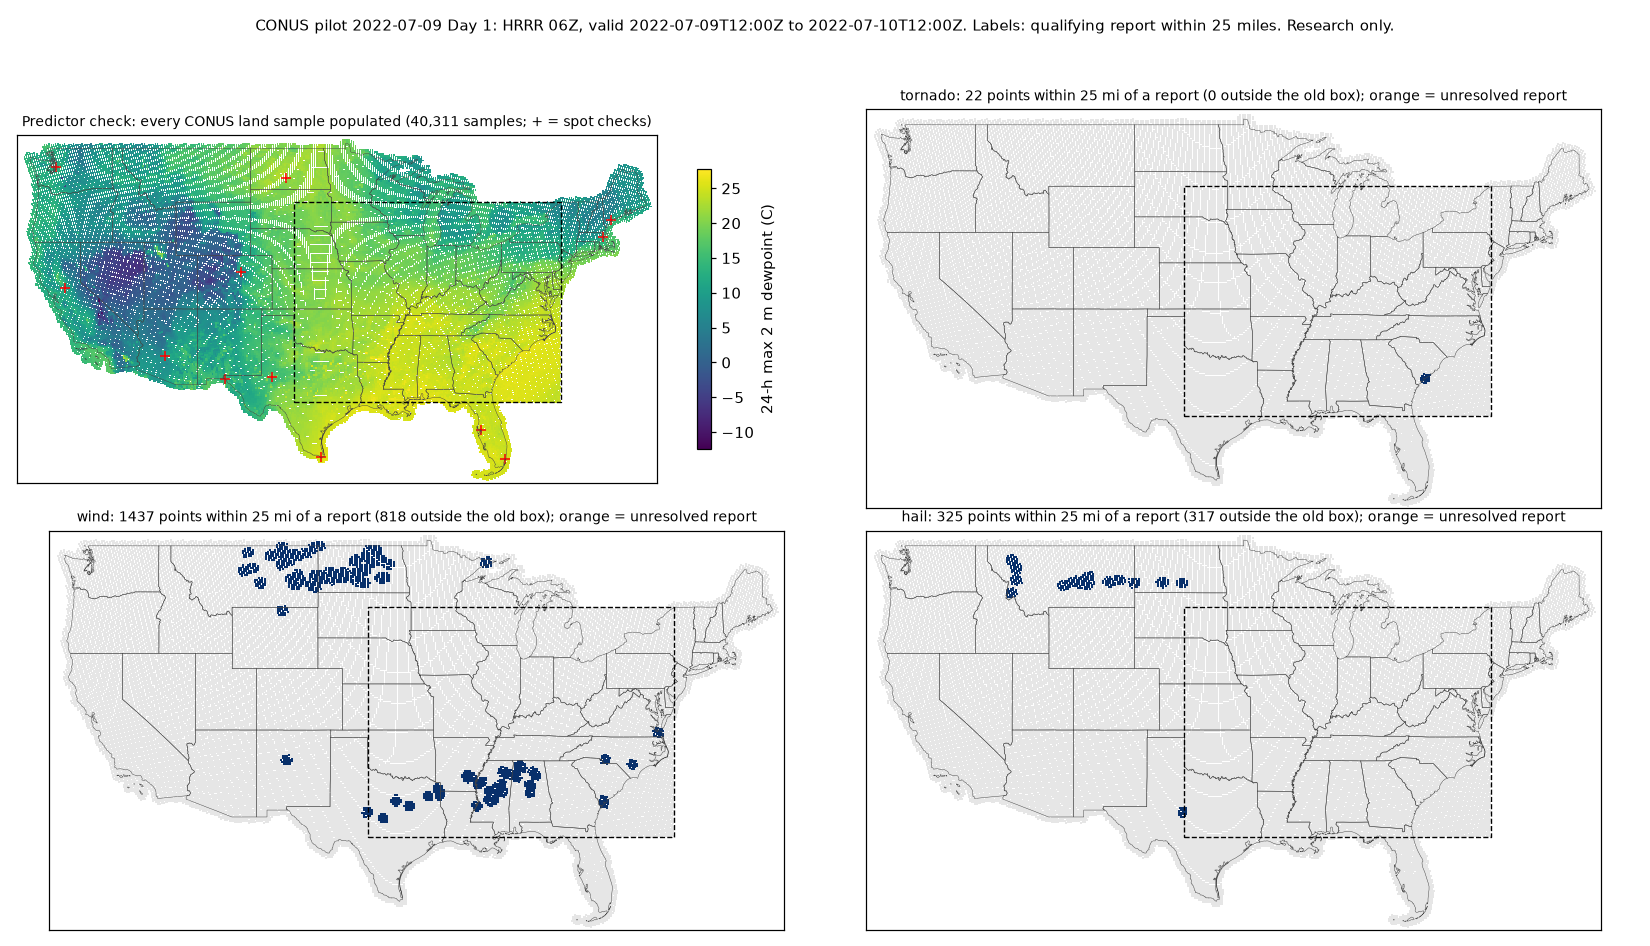 CONUS pilot 2022-07-09 Day 1: HRRR 06Z, valid 2022-07-09T12:00Z to 2022-07-10T12:00Z. Labels: qualifying report within 25 miles. Research only.
Predictor check: every CONUS land sample populated (40,311 samples; + = spot checks)
25
20
15
10
5
0
−5
−10
24-h max 2 m dewpoint (C)
tornado: 22 points within 25 mi of a report (0 outside the old box); orange = unresolved report
wind: 1437 points within 25 mi of a report (818 outside the old box); orange = unresolved report
hail: 325 points within 25 mi of a report (317 outside the old box); orange = unresolved report